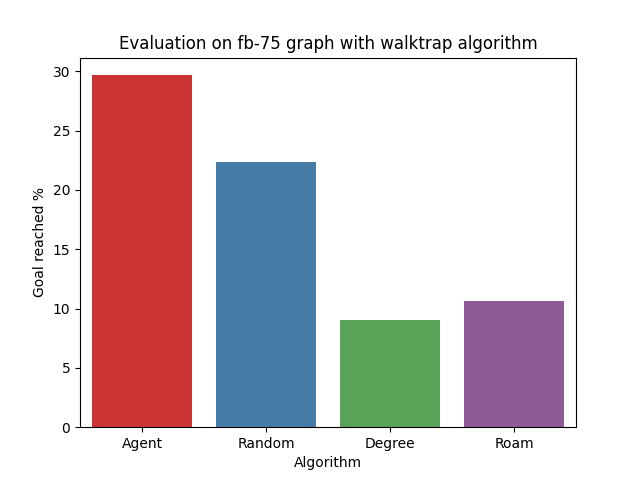 Evaluation on fb-75 graph with walktrap algorithm
Goal reached %
30
25
20
15
10
5
0
Agent Random Degree Roam
Algorithm